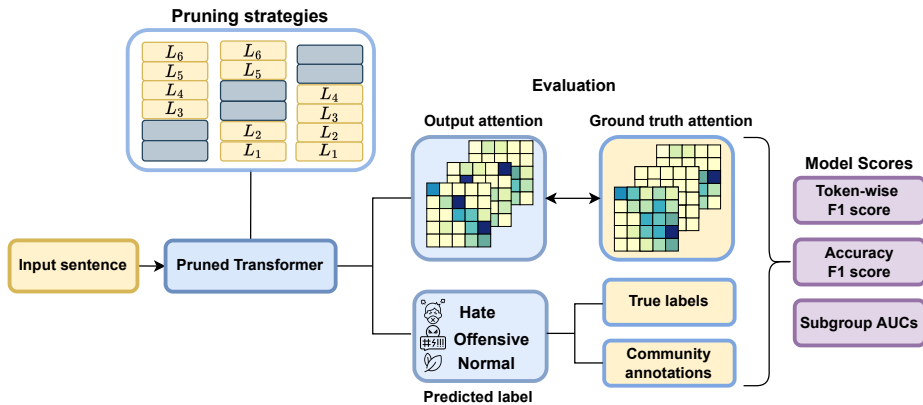 Pruning strategies
L₆ L₆
L₅ L₅
L₄ L₄
L₃ L₃
L₂ L₂
L₁ L₁
Evaluation
Output attention
Ground truth attention
Model Scores
Token-wise
F1 score
Input sentence
Pruned Transformer
Accuracy
F1 score
Hate
#$!!!
Offensive
Normal
Predicted label
True labels
Community
annotations
Subgroup AUCs